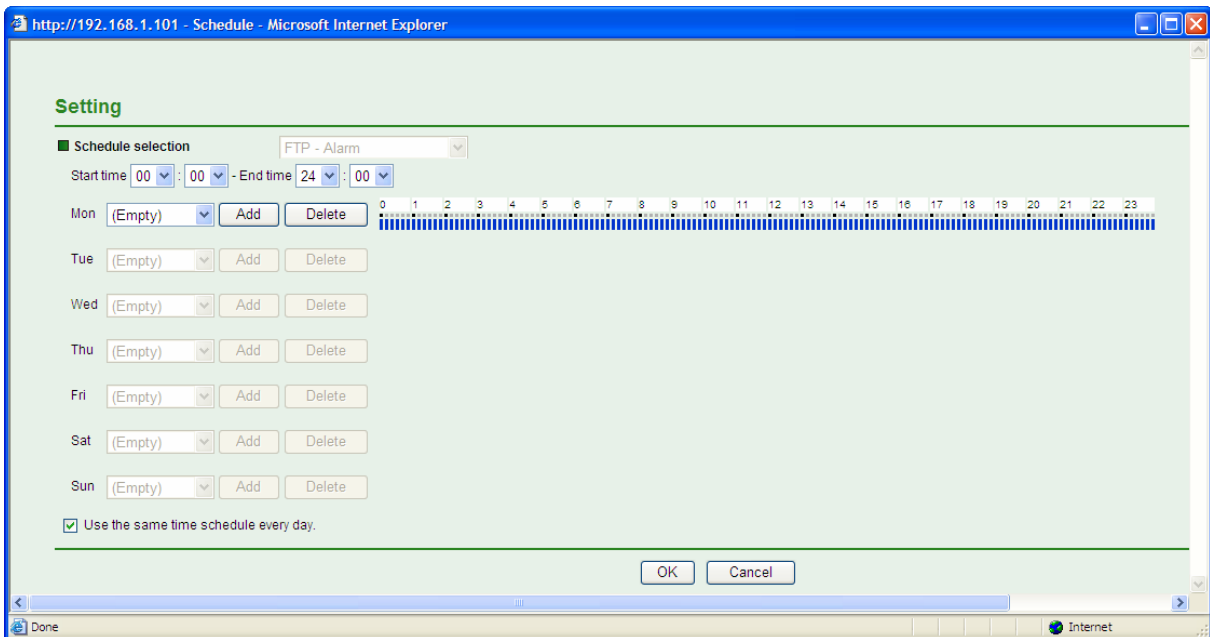 http://192.168.1.101 - Schedule - Microsoft Internet Explorer
Setting
Schedule selection FTP - Alarm
Start time 00 : 00 - End time 24 : 00
Mon (Empty) Add Delete 0 1 2 3 4 5 6 7 8 9 10 11 12 13 14 15 16 17 18 19 20 21 22 23
Tue (Empty) Add Delete
Wed (Empty) Add Delete
Thu (Empty) Add Delete
Fri (Empty) Add Delete
Sat (Empty) Add Delete
Sun (Empty) Add Delete
Use the same time schedule every day.
OK Cancel
Done Internet